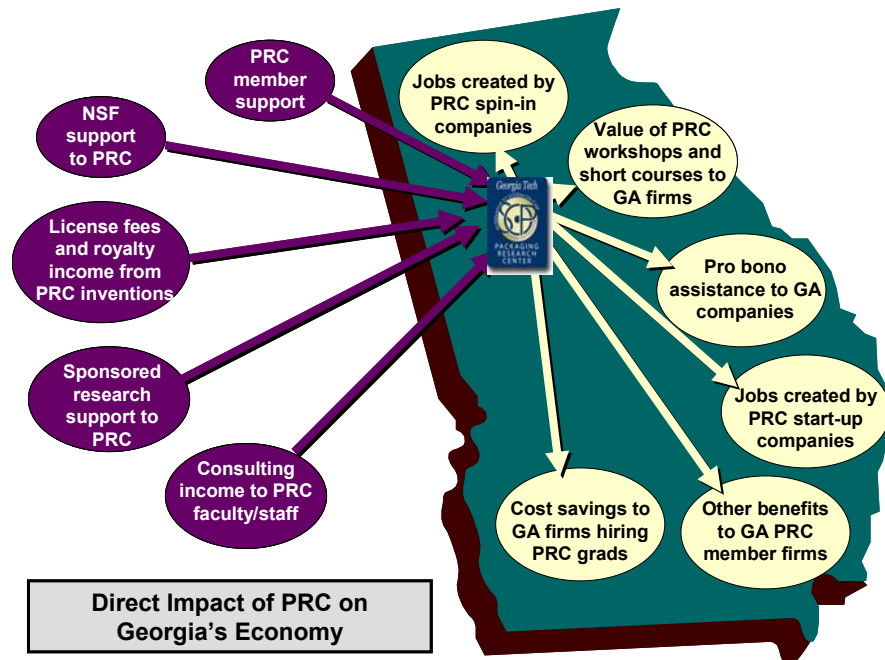 PRC
member
support
NSF
support
to PRC
License fees
and royalty
income from
PRC inventions
Sponsored
research
support to
PRC
Consulting
income to PRC
faculty/staff
Georgia Tech
PACKAGING
RESEARCH
CENTER
Jobs created by
PRC spin-in
companies
Value of PRC
workshops and
short courses to
GA firms
Pro bono
assistance to GA
companies
Jobs created by
PRC start-up
companies
Other benefits
to GA PRC
member firms
Cost savings to
GA firms hiring
PRC grads
Direct Impact of PRC on
Georgia's Economy